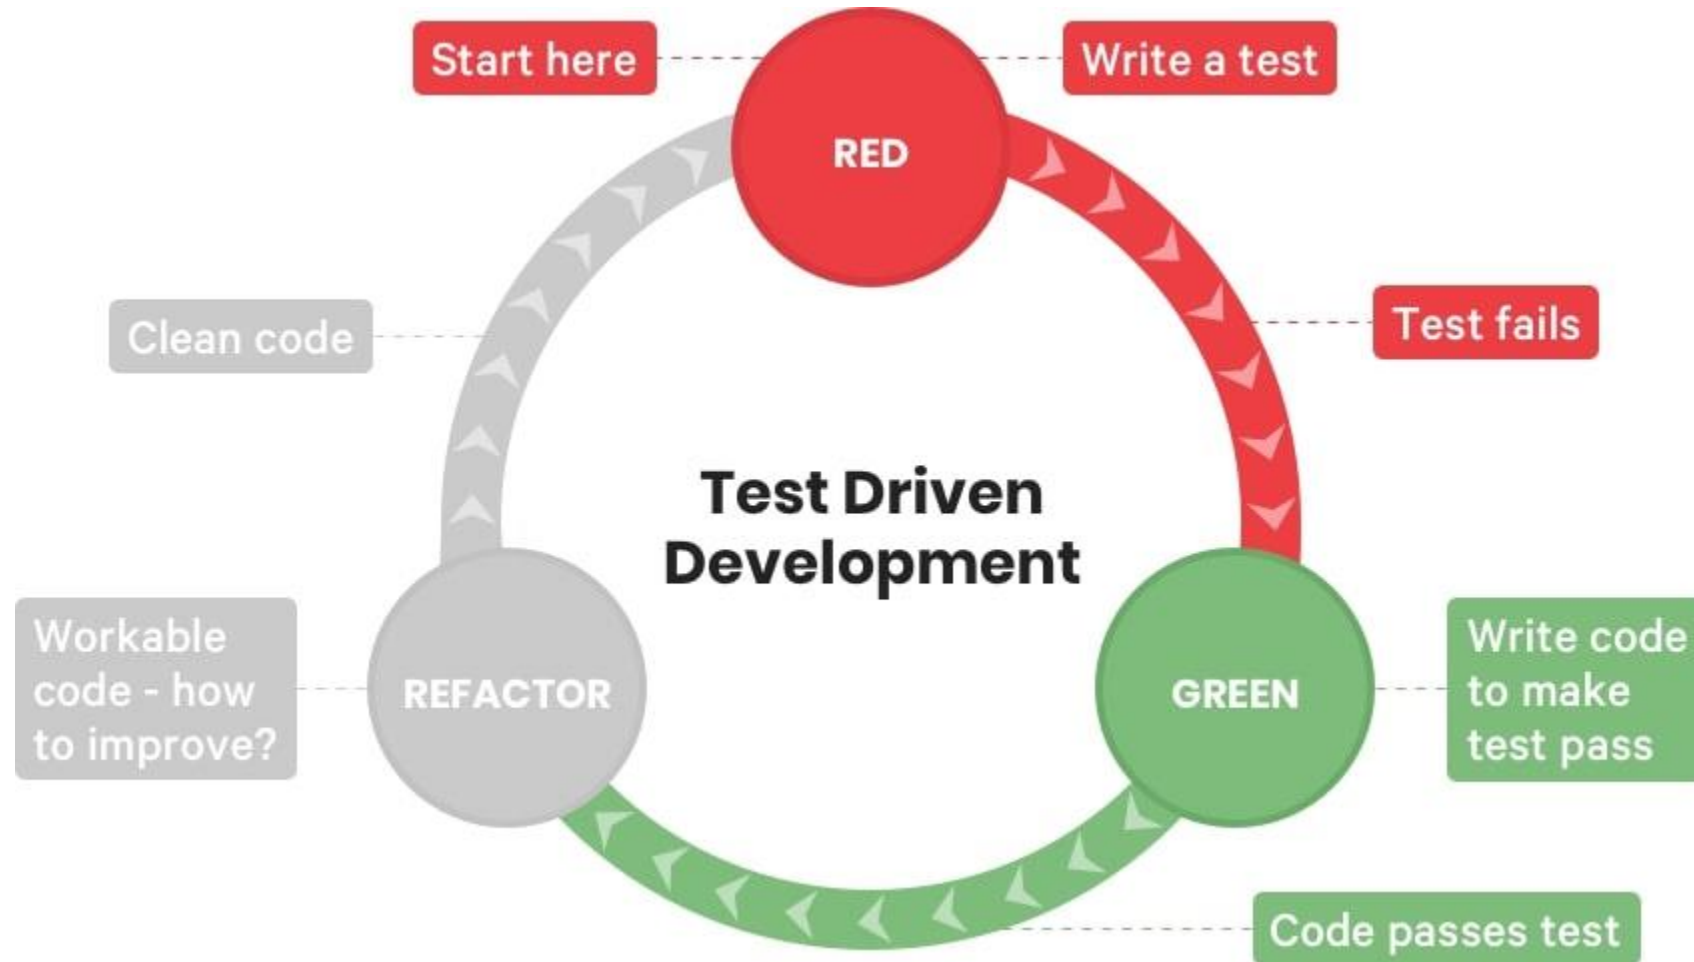 Start here
Write a test
RED
Test fails
Clean code
Test Driven
Development
Workable
code - how
to improve?
REFACTOR
GREEN
Write code
to make
test pass
Code passes test